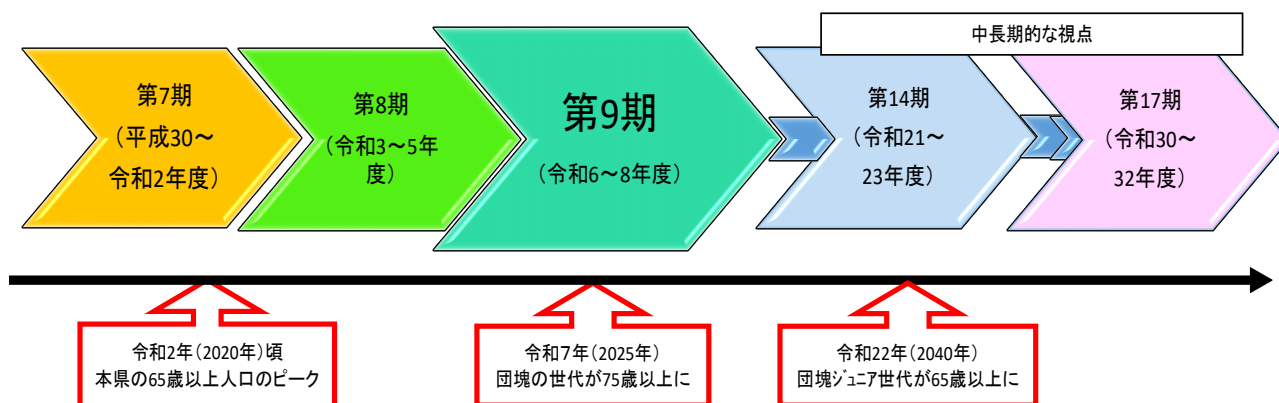 中長期的な視点
第7期
（平成30～
令和2年度）
第8期
（令和3～5年
度）
第9期
（令和6～8年度）
第14期
（令和21～
23年度）
第17期
（令和30～
32年度）
令和2年（2020年）頃
本県の65歳以上人口のピーク
令和7年（2025年）
団塊の世代が75歳以上に
令和22年（2040年）
団塊ｼﾞｭﾆｱ世代が65歳以上に